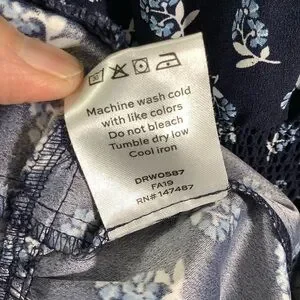 Machine wash cold
with like colors
Do not bleach
Tumble dry low
Cool iron
DRW0587
FA19
RN# 147487